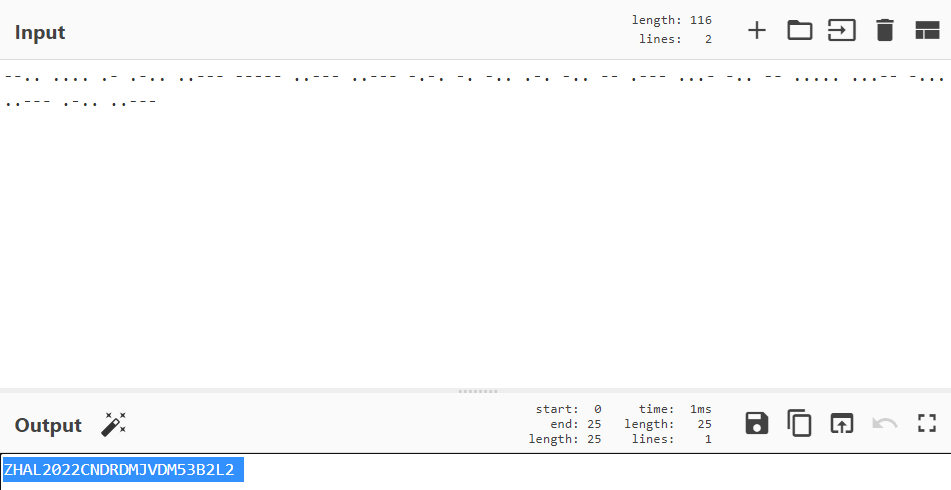 Input
length: 116
lines: 2
--.. .... .- .-.. ..--- ----- ..--- ..--- -.-. -. -.. .-. -.. -- .--- ...- -.. -- ..... ...-- -...
..--- .-.. ..---
Output
start: 0 time: 1ms
end: 25 length: 25
length: 25 lines: 1
ZHAL2022CNDRDMJVDM53B2L2